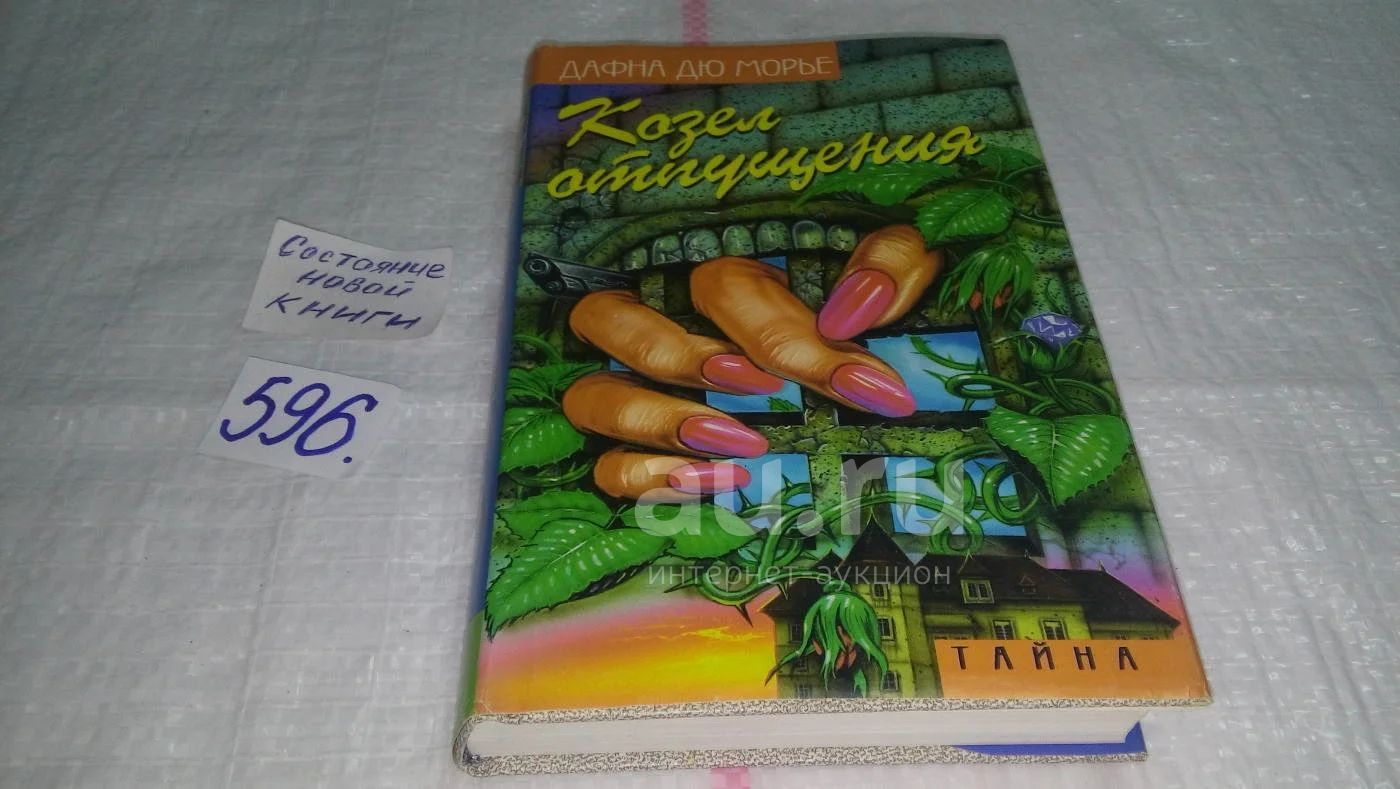 ДАФНА ДЮ МОРЬЕ
Козел
отпущения
Состояние
новой
книги
596.
au.ru
интернет-аукцион
ТАЙНА